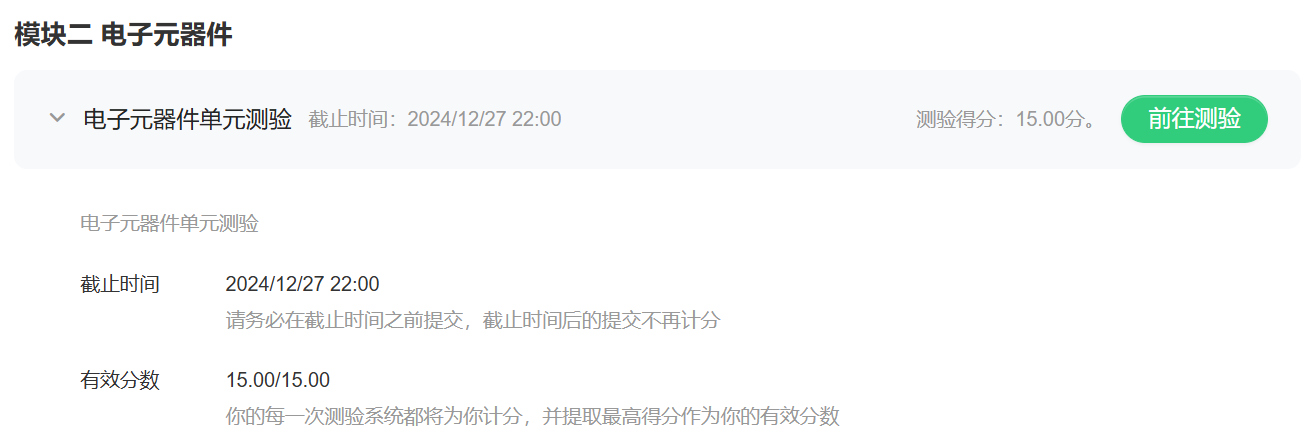 模块二 电子元器件
电子元器件单元测验 截止时间：2024/12/27 22:00 测验得分：15.00分。 前往测验
电子元器件单元测验
截止时间 2024/12/27 22:00
请务必在截止时间之前提交，截止时间后的提交不再计分
有效分数 15.00/15.00
你的每一次测验系统都将为你计分，并提取最高得分作为你的有效分数